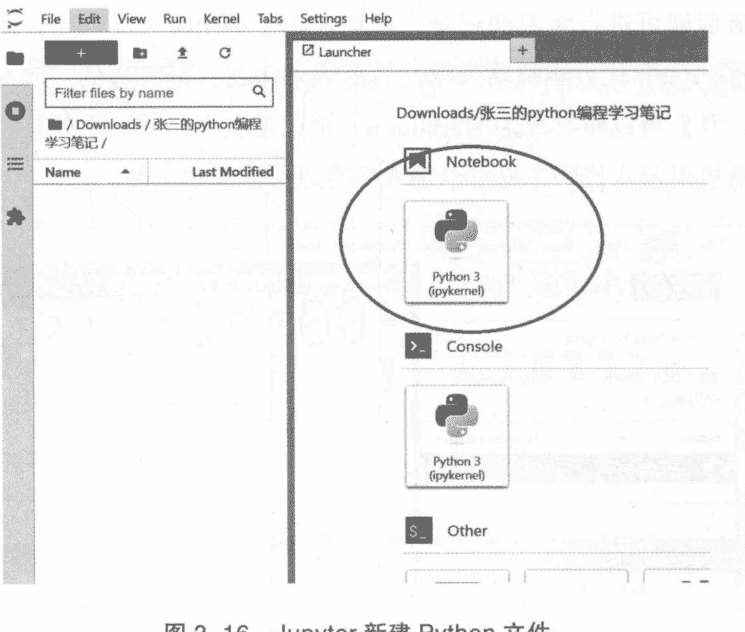 File Edit View Run Kernel Tabs Settings Help
+
Filter files by name
/ Downloads / 张三的python编程
学习笔记 /
Name Last Modified
Launcher
+
Downloads/张三的python编程学习笔记
Notebook
Python 3
(ipykernel)
Console
Python 3
(ipykernel)
$_ Other
图 2-16 Jupyter 新建 Python 文件